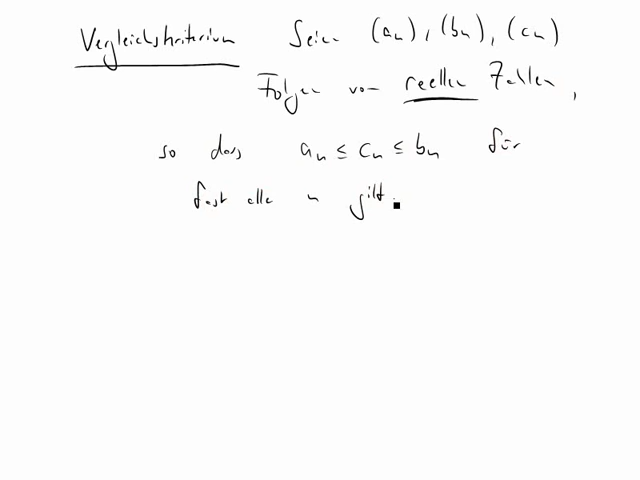 Vergleichskriterium Seien (aₙ), (bₙ), (cₙ)
Folgen von reellen Zahlen,
so dass aₙ ≤ cₙ ≤ bₙ für
fast alle n gilt.